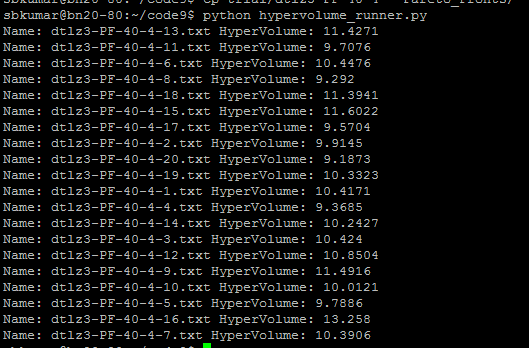 sbkumar@bn20-80:~/code9$ python hypervolume_runner.py
Name: dtlz3-PF-40-4-13.txt HyperVolume: 11.4271
Name: dtlz3-PF-40-4-11.txt HyperVolume: 9.7076
Name: dtlz3-PF-40-4-6.txt HyperVolume: 10.4476
Name: dtlz3-PF-40-4-8.txt HyperVolume: 9.292
Name: dtlz3-PF-40-4-18.txt HyperVolume: 11.3941
Name: dtlz3-PF-40-4-15.txt HyperVolume: 11.6022
Name: dtlz3-PF-40-4-17.txt HyperVolume: 9.5704
Name: dtlz3-PF-40-4-2.txt HyperVolume: 9.9145
Name: dtlz3-PF-40-4-20.txt HyperVolume: 9.1873
Name: dtlz3-PF-40-4-19.txt HyperVolume: 10.3323
Name: dtlz3-PF-40-4-1.txt HyperVolume: 10.4171
Name: dtlz3-PF-40-4-4.txt HyperVolume: 9.3685
Name: dtlz3-PF-40-4-14.txt HyperVolume: 10.2427
Name: dtlz3-PF-40-4-3.txt HyperVolume: 10.424
Name: dtlz3-PF-40-4-12.txt HyperVolume: 10.8504
Name: dtlz3-PF-40-4-9.txt HyperVolume: 11.4916
Name: dtlz3-PF-40-4-10.txt HyperVolume: 10.0121
Name: dtlz3-PF-40-4-5.txt HyperVolume: 9.7886
Name: dtlz3-PF-40-4-16.txt HyperVolume: 13.258
Name: dtlz3-PF-40-4-7.txt HyperVolume: 10.3906